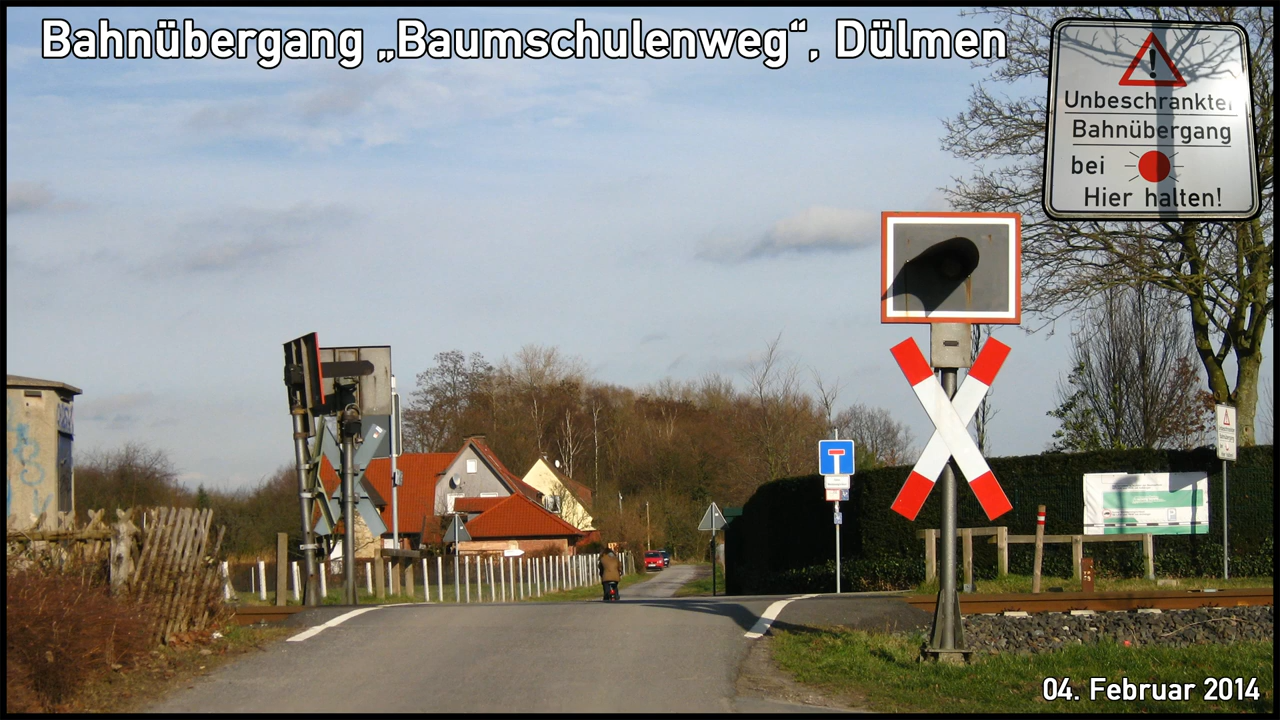 Bahnübergang „Baumschulenweg“, Dülmen
Unbeschrankter
Bahnübergang
bei
Hier halten!
04. Februar 2014